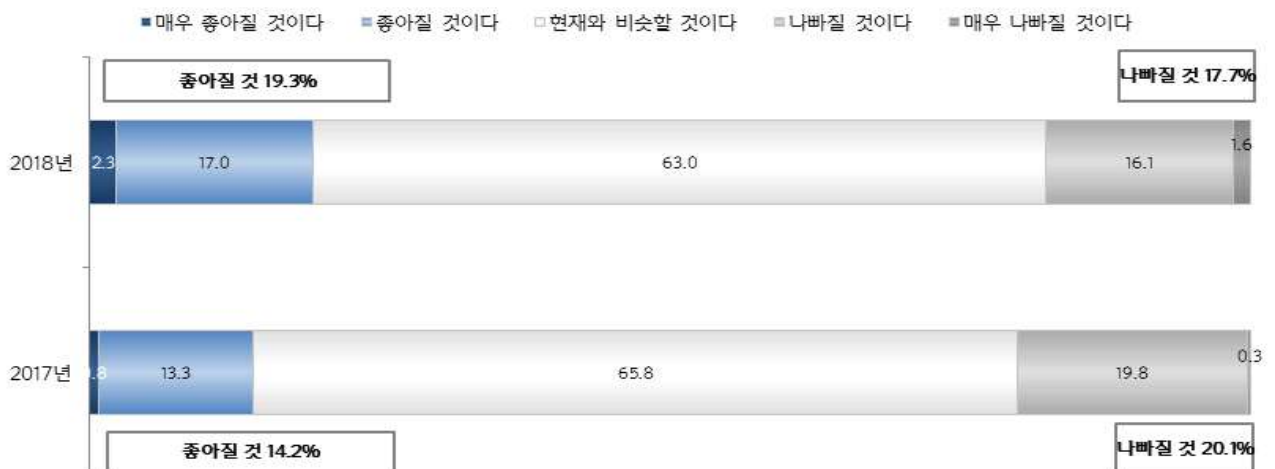 매우 좋아질 것이다 좋아질 것이다 현재와 비슷할 것이다 나빠질 것이다 매우 나빠질 것이다
좋아질 것 19.3% 나빠질 것 17.7%
2018년 2.3 17.0 63.0 16.1 1.6
2017년 0.8 13.3 65.8 19.8 0.3
좋아질 것 14.2% 나빠질 것 20.1%